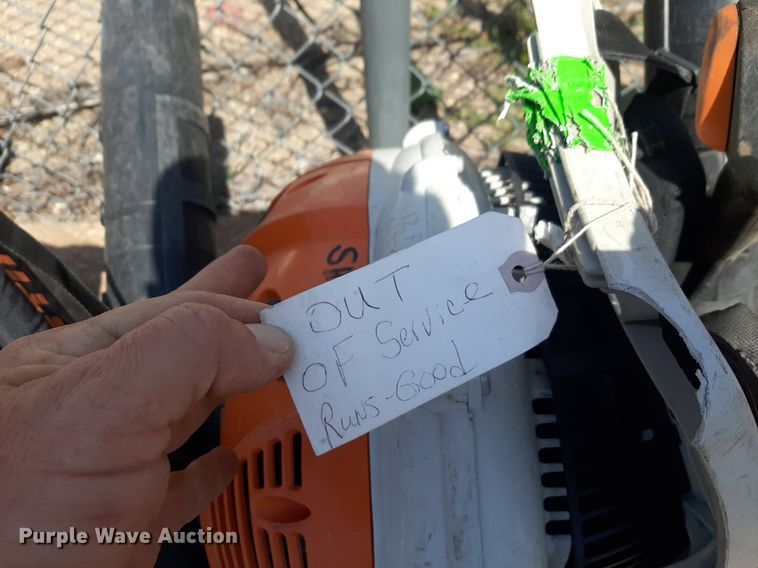 OUT
OF Service
Runs-Good
Purple Wave Auction